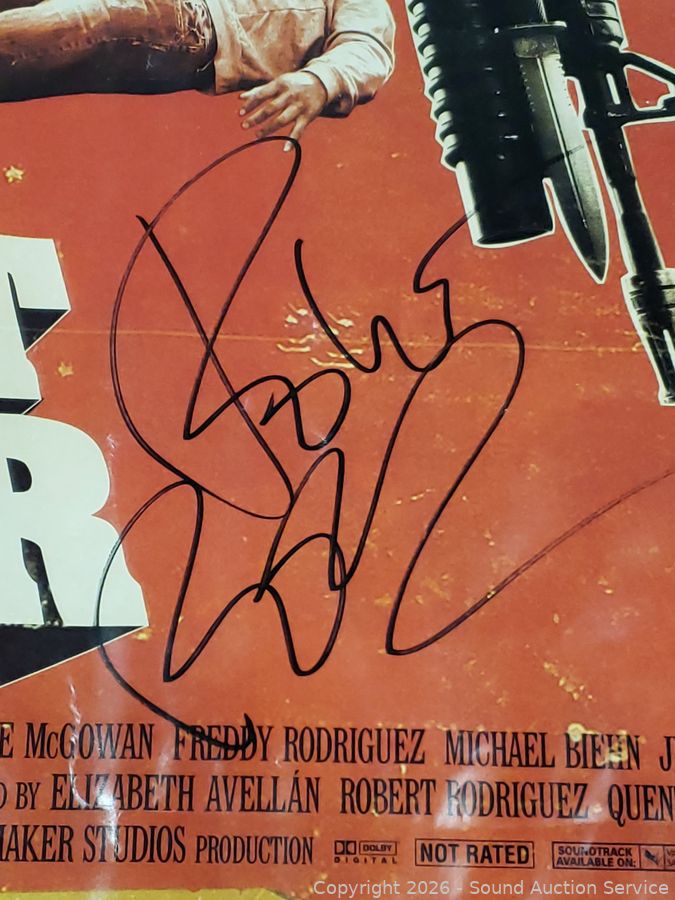 T
R
E McGOWAN FREDDY RODRIGUEZ MICHAEL BIEHN J
D BY ELIZABETH AVELLÁN ROBERT RODRIGUEZ QUEN
MAKER STUDIOS PRODUCTION DOLBY DIGITAL NOT RATED SOUNDTRACK AVAILABLE ON:
Copyright 2026 - Sound Auction Service